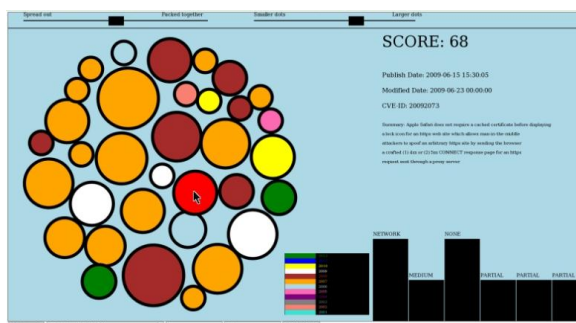 Spread out Packed together Smaller dots Larger dots
SCORE: 68
Publish Date: 2009-06-15 15:30:05
Modified Date: 2009-06-23 00:00:00
CVE-ID: 20092073
Summary: Apple Safari does not require a cached certificate before displaying
a lock icon for an https web site which allows man in the middle
attackers to spoof an arbitrary https site by sending the browser
a crafted (1) 4xx or (2) 5xx CONNECT response page for an https
request sent through a proxy server
NETWORK NONE
MEDIUM PARTIAL PARTIAL PARTIAL